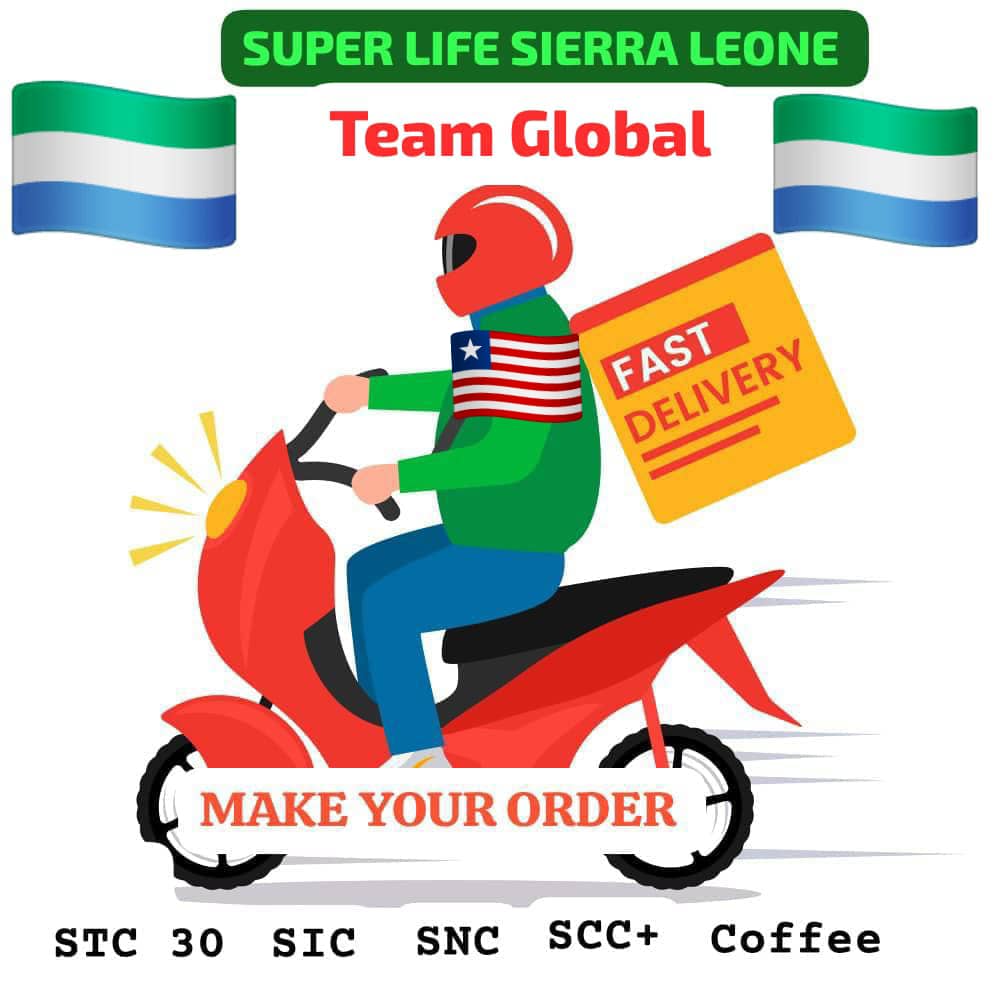 SUPER LIFE SIERRA LEONE
Team Global
FAST
DELIVERY
MAKE YOUR ORDER
STC 30 SIC SNC SCC+ Coffee